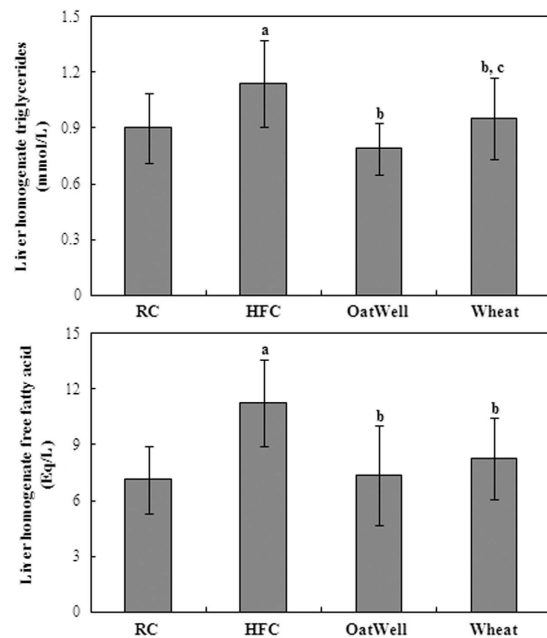 Liver homogenate triglycerides
(mmol/L)
1.5
1.2
0.9
0.6
0.3
0
a
b
b, c
RC HFC OatWell Wheat
Liver homogenate free fatty acid
(Eq/L)
15
12
9
6
3
0
a
b
b
RC HFC OatWell Wheat